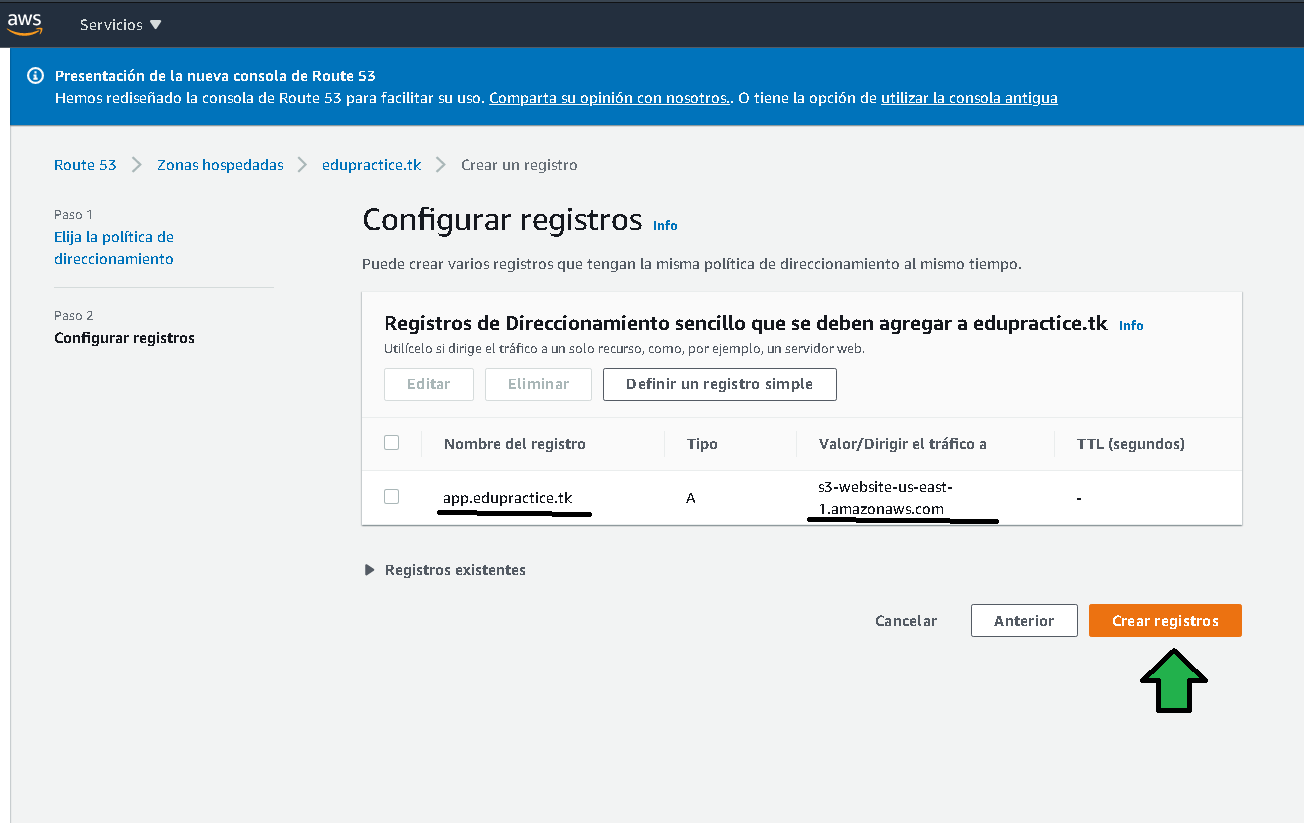 aws
Servicios ▼
Presentación de la nueva consola de Route 53
Hemos rediseñado la consola de Route 53 para facilitar su uso. Comparta su opinión con nosotros.. O tiene la opción de utilizar la consola antigua
Route 53 > Zonas hospedadas > edupractice.tk > Crear un registro
Paso 1
Elija la política de
direccionamiento
Paso 2
Configurar registros
Configurar registros Info
Puede crear varios registros que tengan la misma política de direccionamiento al mismo tiempo.
Registros de Direccionamiento sencillo que se deben agregar a edupractice.tk Info
Utilícelo si dirige el tráfico a un solo recurso, como, por ejemplo, un servidor web.
Editar Eliminar Definir un registro simple
Nombre del registro Tipo Valor/Dirigir el tráfico a TTL (segundos)
app.edupractice.tk A s3-website-us-east-
1.amazonaws.com -
Registros existentes
Cancelar Anterior Crear registros